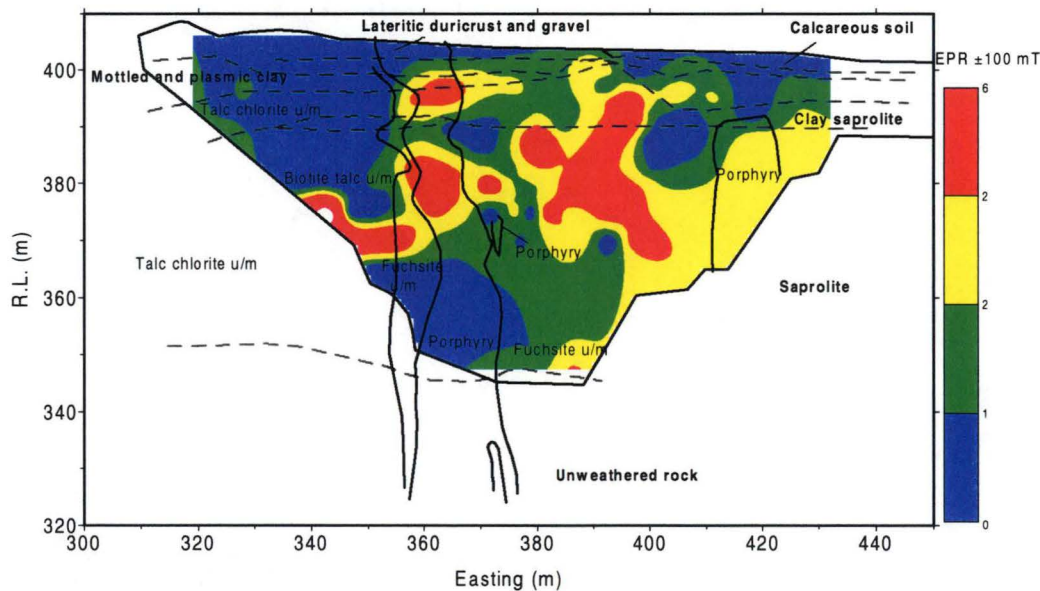 Lateritic duricrust and gravel
Calcareous soil
EPR ±100 mT
Mottled and plasmic clay
Talc chlorite u/m
Clay saprolite
Biotite talc u/m
Porphyry
Porphyry
Talc chlorite u/m
Fuchsite
u/m
Saprolite
Porphyry
Fuchsite u/m
Unweathered rock
R.L. (m)
400
380
360
340
320
300
320
340
360
380
400
420
440
Easting (m)
6
2
2
1
0